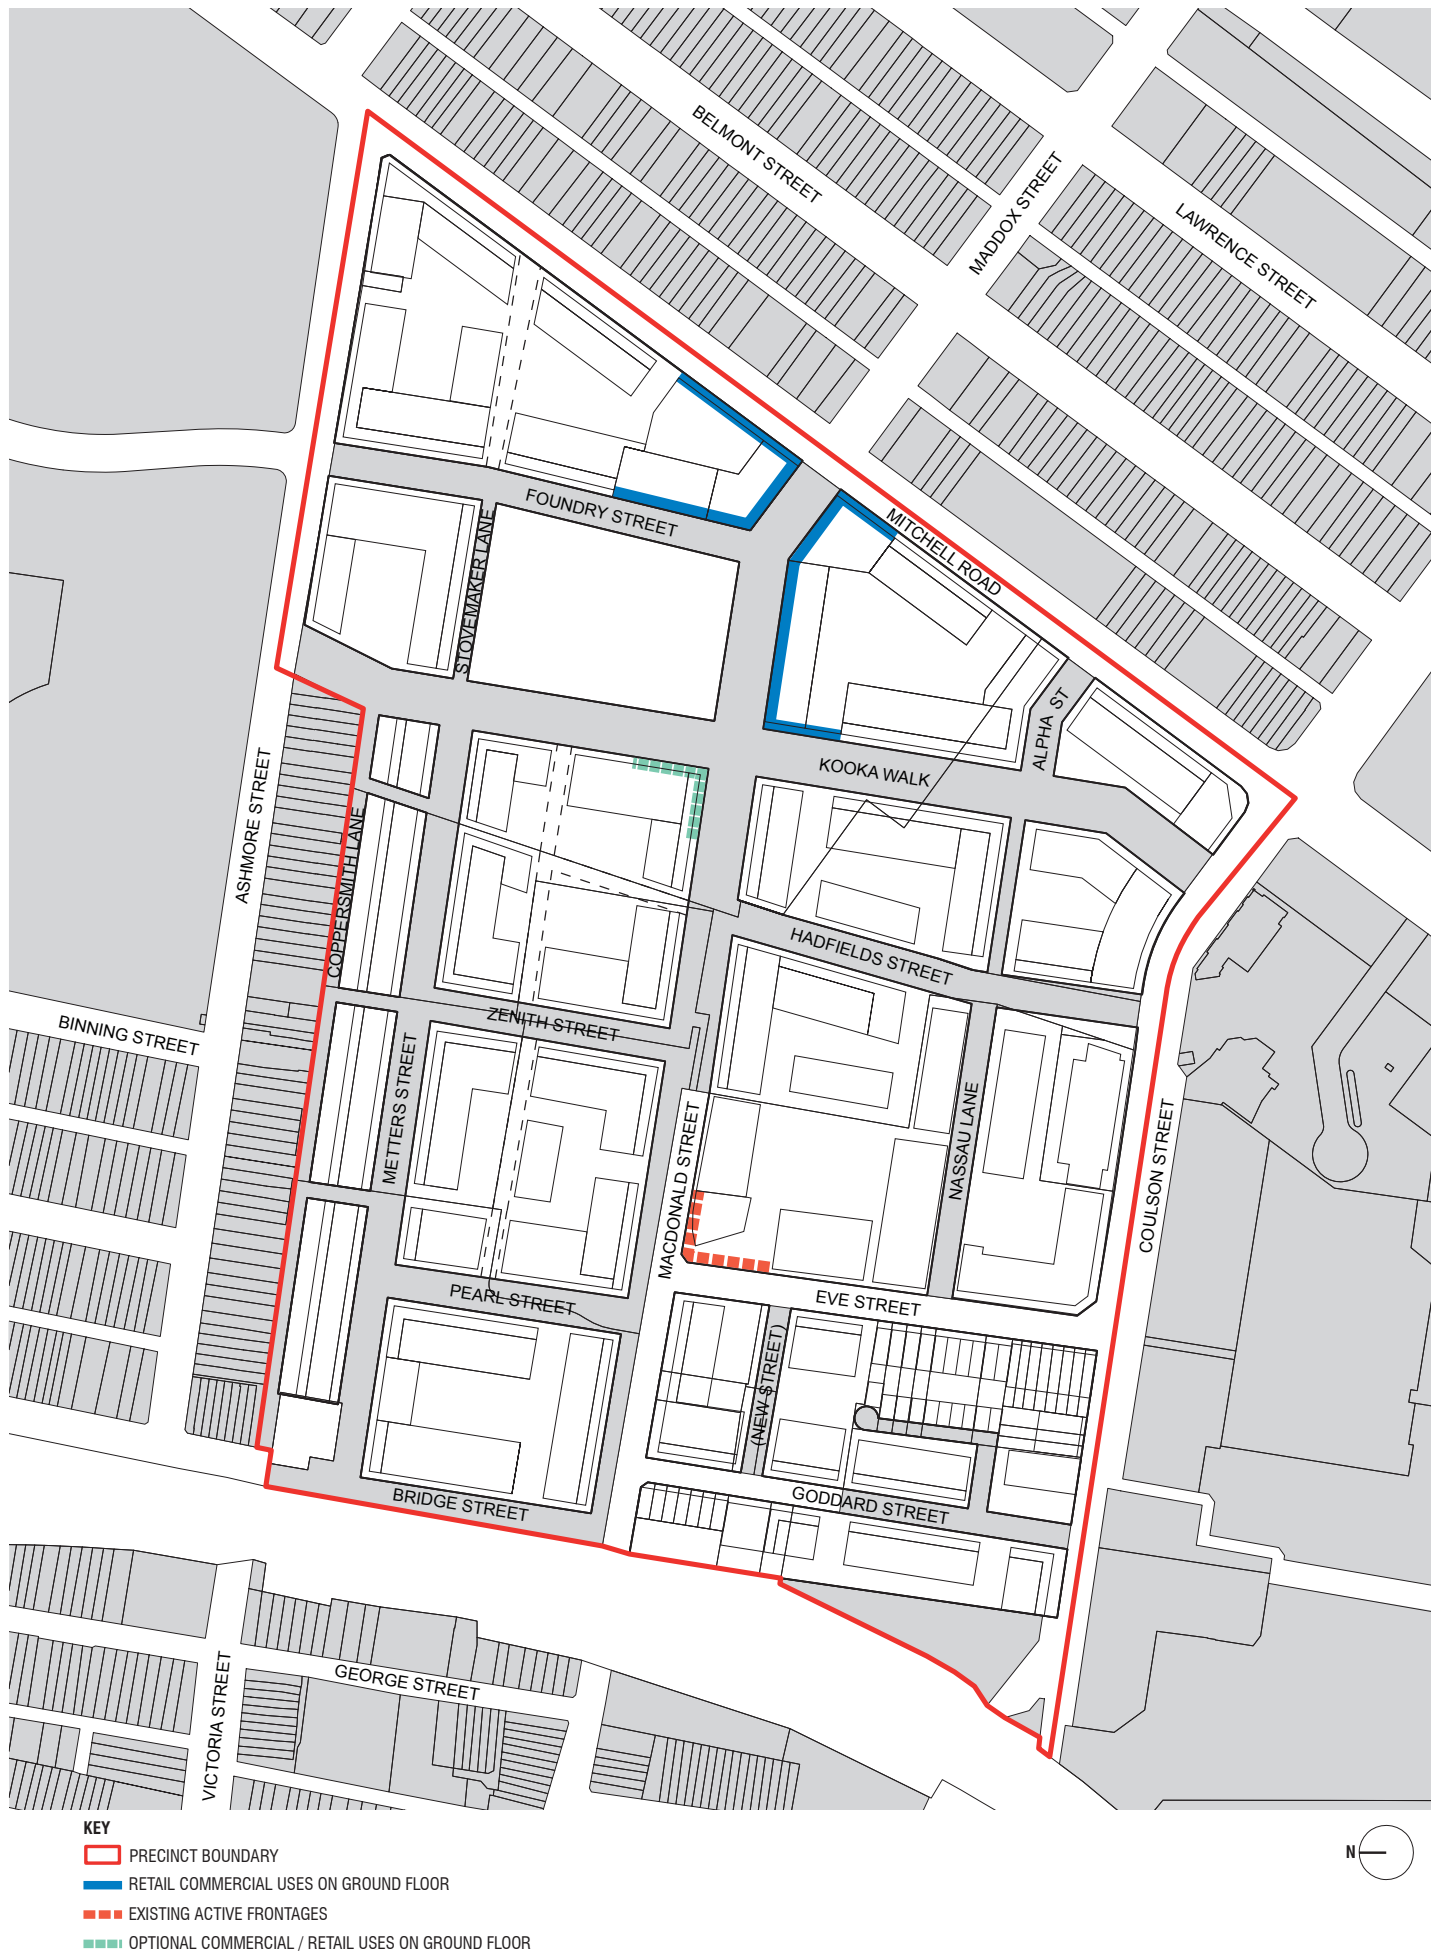 BELMONT STREET
MADDOX STREET
LAWRENCE STREET
FOUNDRY STREET
STOVEMAKER LANE
MITCHELL ROAD
ALPHA ST
KOOKA WALK
ASHMORE STREET
COPPERSMITH LANE
HADFIELDS STREET
BINNING STREET
ZENITH STREET
METTERS STREET
MACDONALD STREET
NASSAU LANE
COULSON STREET
PEARL STREET
EVE STREET
(NEW STREET)
BRIDGE STREET
GODDARD STREET
GEORGE STREET
VICTORIA STREET
KEY
PRECINCT BOUNDARY
RETAIL COMMERCIAL USES ON GROUND FLOOR
EXISTING ACTIVE FRONTAGES
OPTIONAL COMMERCIAL / RETAIL USES ON GROUND FLOOR
N